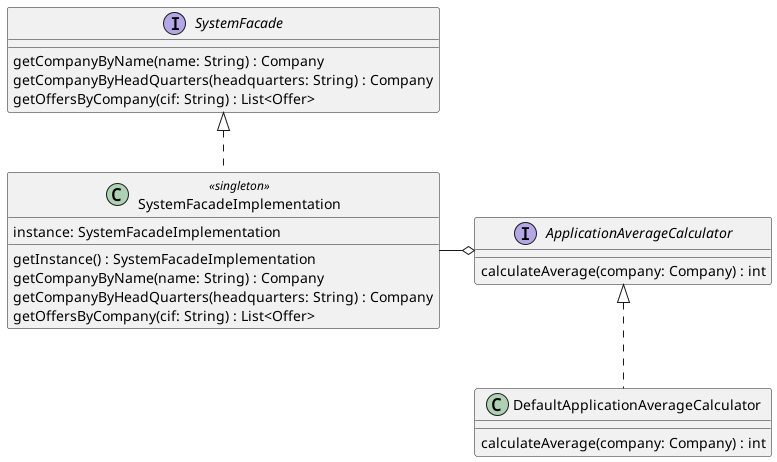 I SystemFacade
getCompanyByName(name: String) : Company
getCompanyByHeadQuarters(headquarters: String) : Company
getOffersByCompany(cif: String) : List<Offer>
«singleton»
C SystemFacadeImplementation
instance: SystemFacadeImplementation
getInstance() : SystemFacadeImplementation
getCompanyByName(name: String) : Company
getCompanyByHeadQuarters(headquarters: String) : Company
getOffersByCompany(cif: String) : List<Offer>
I ApplicationAverageCalculator
calculateAverage(company: Company) : int
C DefaultApplicationAverageCalculator
calculateAverage(company: Company) : int